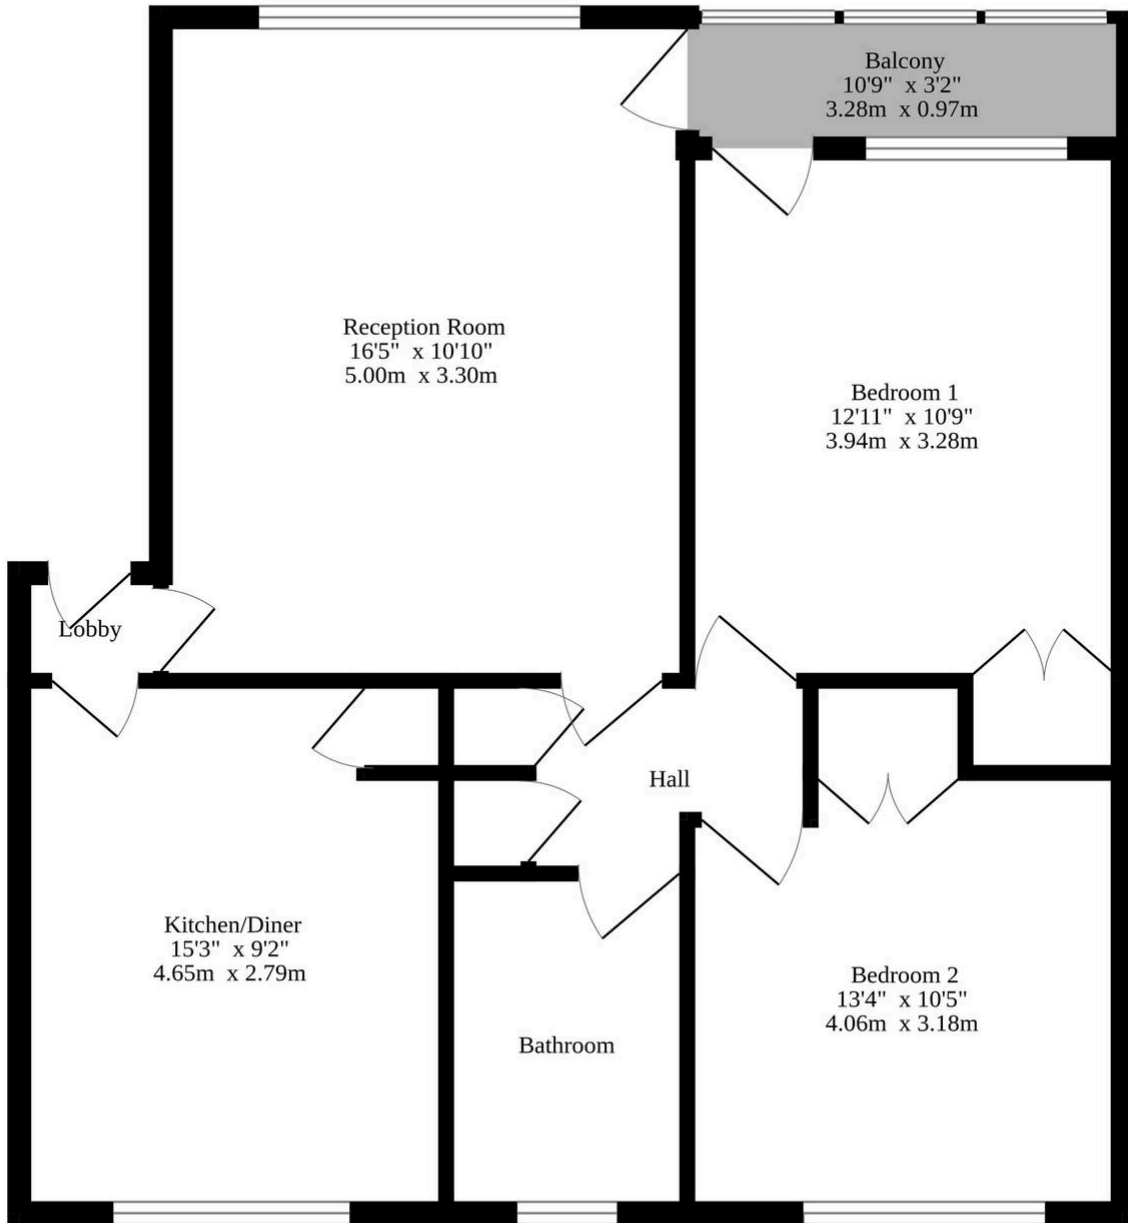 Balcony
10'9" x 3'2"
3.28m x 0.97m
Reception Room
16'5" x 10'10"
5.00m x 3.30m
Bedroom 1
12'11" x 10'9"
3.94m x 3.28m
Lobby
Hall
Kitchen/Diner
15'3" x 9'2"
4.65m x 2.79m
Bedroom 2
13'4" x 10'5"
4.06m x 3.18m
Bathroom